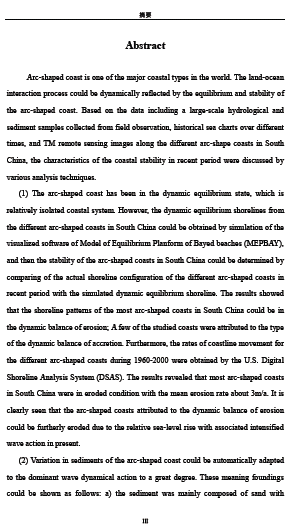 摘要
Abstract
Arc-shaped coast is one of the major coastal types in the world. The land-ocean
interaction process could be dynamically reflected by the equilibrium and stability of
the arc-shaped coast. Based on the data including a large-scale hydrological and
sediment samples collected from field observation, historical sea charts over different
times, and TM remote sensing images along the different arc-shape coasts in South
China, the characteristics of the coastal stability in recent period were discussed by
various analysis techniques.
(1) The arc-shaped coast has been in the dynamic equilibrium state, which is
relatively isolated coastal system. However, the dynamic equilibrium shorelines from
the different arc-shaped coasts in South China could be obtained by simulation of the
visualized software of Model of Equilibrium Planform of Bayed beaches (MEPBAY),
and then the stability of the arc-shaped coasts in South China could be determined by
comparing of the actual shoreline configuration of the different arc-shaped coasts in
recent period with the simulated dynamic equilibrium shoreline. The results showed
that the shoreline patterns of the most arc-shaped coasts in South China could be in
the dynamic balance of erosion; A few of the studied coasts were attributed to the type
of the dynamic balance of accretion. Furthermore, the rates of coastline movement for
the different arc-shaped coasts during 1960-2000 were obtained by the U.S. Digital
Shoreline Analysis System (DSAS). The results revealed that most arc-shaped coasts
in South China were in eroded condition with the mean erosion rate about 3m/a. It is
clearly seen that the arc-shaped coasts attributed to the dynamic balance of erosion
could be furtherly eroded due to the relative sea-level rise with associated intensified
wave action in present.
(2) Variation in sediments of the arc-shaped coast could be automatically adapted
to the dominant wave dynamical action to a great degree. These meaning foundings
could be shown as follows: a) the sediment was mainly composed of sand with
III